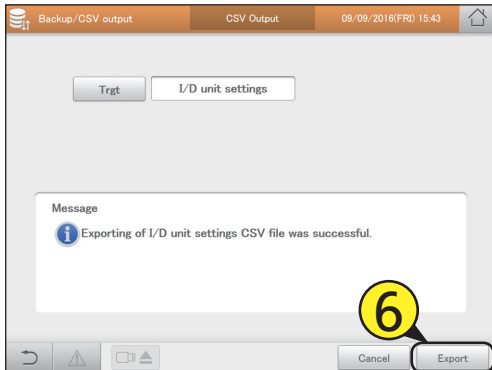 Backup/CSV output CSV Output 09/09/2016(FRI) 15:43
Trgt I/D unit settings
Message
Exporting of I/D unit settings CSV file was successful.
6
Cancel Export